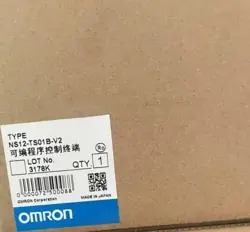 TYPE
NS12-TS01B-V2
可编程序控制终端
LOT No.
3178K
QTY.
1
OMRON Corporation
MADE IN JAPAN
OMRON